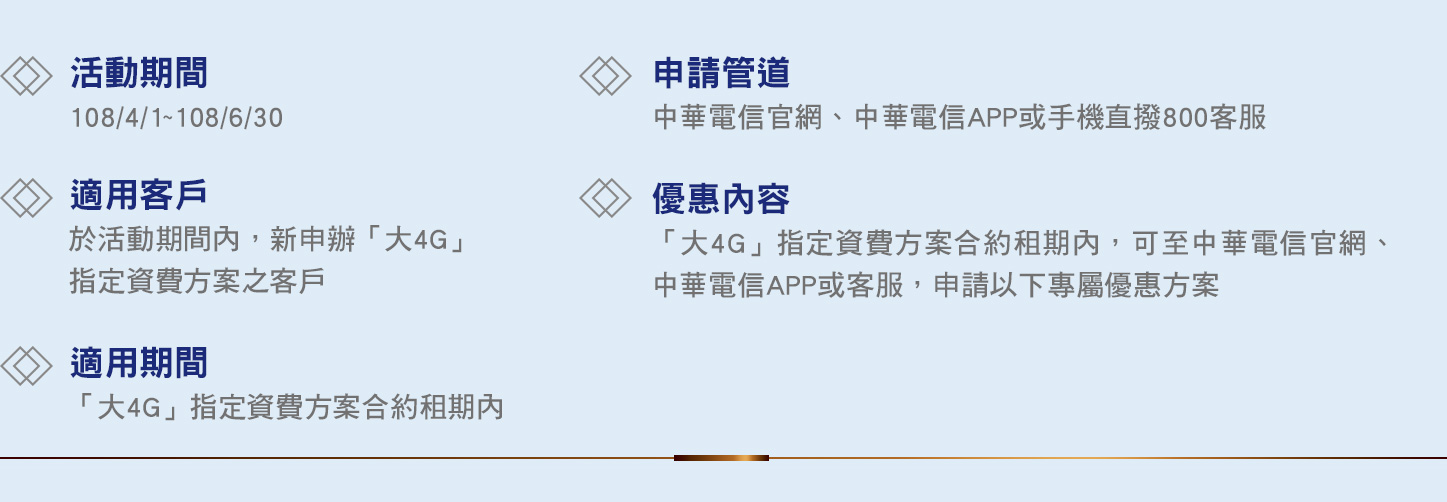 活動期間
108/4/1~108/6/30
適用客戶
於活動期間內，新申辦「大4G」
指定資費方案之客戶
適用期間
「大4G」指定資費方案合約租期內
申請管道
中華電信官網、中華電信APP或手機直撥800客服
優惠內容
「大4G」指定資費方案合約租期內，可至中華電信官網、
中華電信APP或客服，申請以下專屬優惠方案